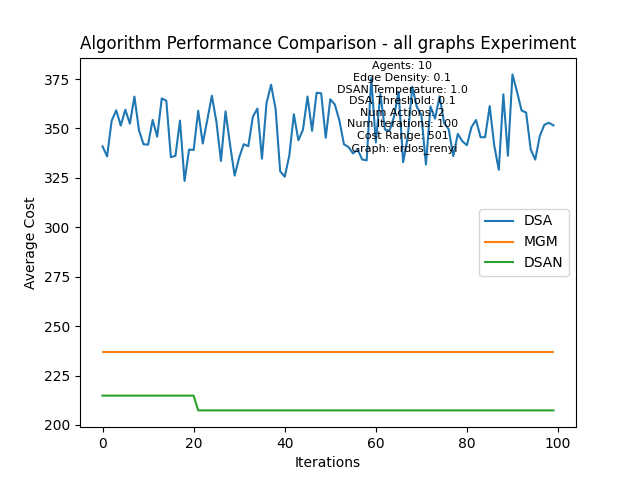 Algorithm Performance Comparison - all graphs Experiment
Agents: 10
Edge Density: 0.1
DSAN Temperature: 1.0
DSA Threshold: 0.1
Num Actions: 2
Num Iterations: 100
Cost Range: 501
Graph: erdos_renyi
375
350
325
300
275
250
225
200
Average Cost
DSA
MGM
DSAN
0
20
40
60
80
100
Iterations